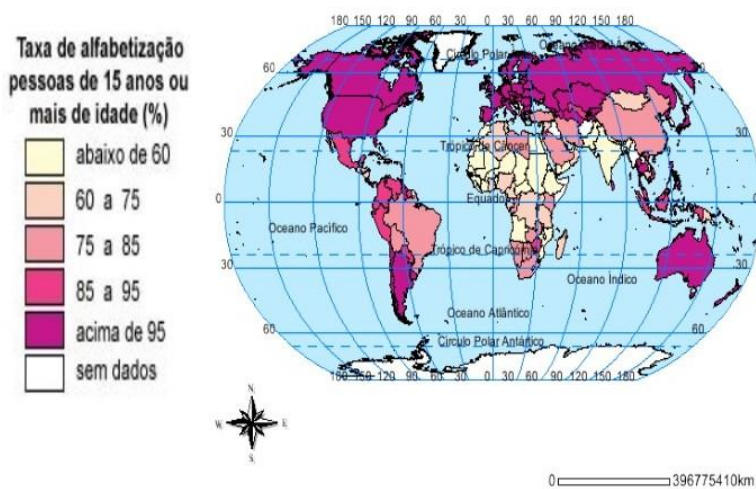 Taxa de alfabetização
pessoas de 15 anos ou
mais de idade (%)
abaixo de 60
60 a 75
75 a 85
85 a 95
acima de 95
sem dados
180 150 120 90 60 30 0 30 60 90 120 150 180
Círculo Polar
60
30
30
Trópico de Câncer
0
Equador
0
Oceano Pacífico
Trópico de Capricórnio
30
Oceano Índico
30
Oceano Atlântico
60
Círculo Polar Antártico
60
180 150 120 90 60 30 0 30 60 90 120 150 180
N
W
E
S
0
396775410km